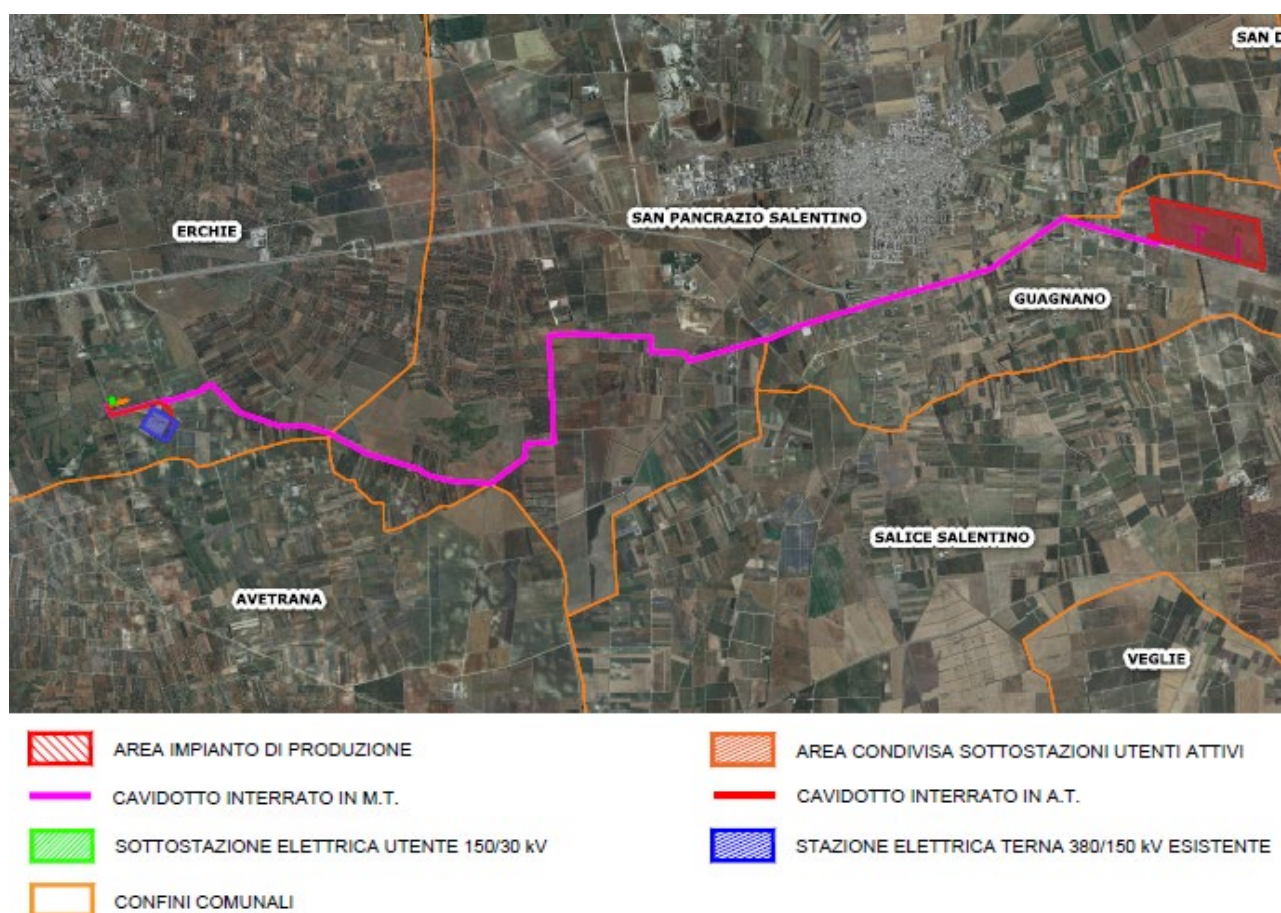 SAN D
ERCHIE
SAN PANCRAZIO SALENTINO
GUAGNANO
SALICE SALENTINO
AVETRANA
VEGLIE
AREA IMPIANTO DI PRODUZIONE
AREA CONDIVISA SOTTOSTAZIONI UTENTI ATTIVI
CAVIDOTTO INTERRATO IN M.T.
CAVIDOTTO INTERRATO IN A.T.
SOTTOSTAZIONE ELETTRICA UTENTE 150/30 kV
STAZIONE ELETTRICA TERNA 380/150 kV ESISTENTE
CONFINI COMUNALI